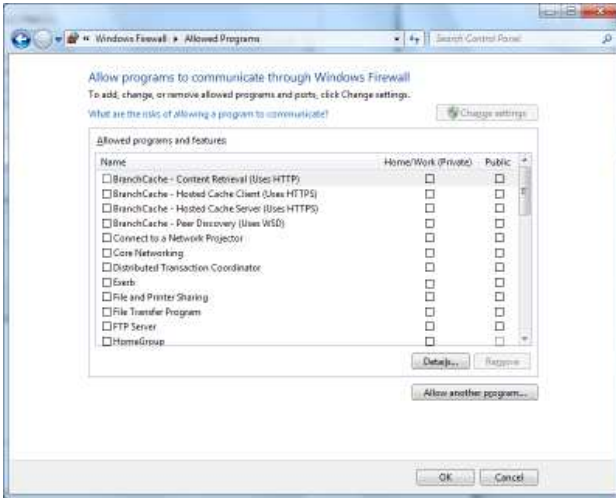 « Windows Firewall ▸ Allowed Programs
Search Control Panel
Allow programs to communicate through Windows Firewall
To add, change, or remove allowed programs and ports, click Change settings.
What are the risks of allowing a program to communicate?
Change settings
Allowed programs and features:
Name Home/Work (Private) Public
BranchCache - Content Retrieval (Uses HTTP)
BranchCache - Hosted Cache Client (Uses HTTPS)
BranchCache - Hosted Cache Server (Uses HTTPS)
BranchCache - Peer Discovery (Uses WSD)
Connect to a Network Projector
Core Networking
Distributed Transaction Coordinator
Exerb
File and Printer Sharing
File Transfer Program
FTP Server
HomeGroup
Details... Remove
Allow another program...
OK Cancel